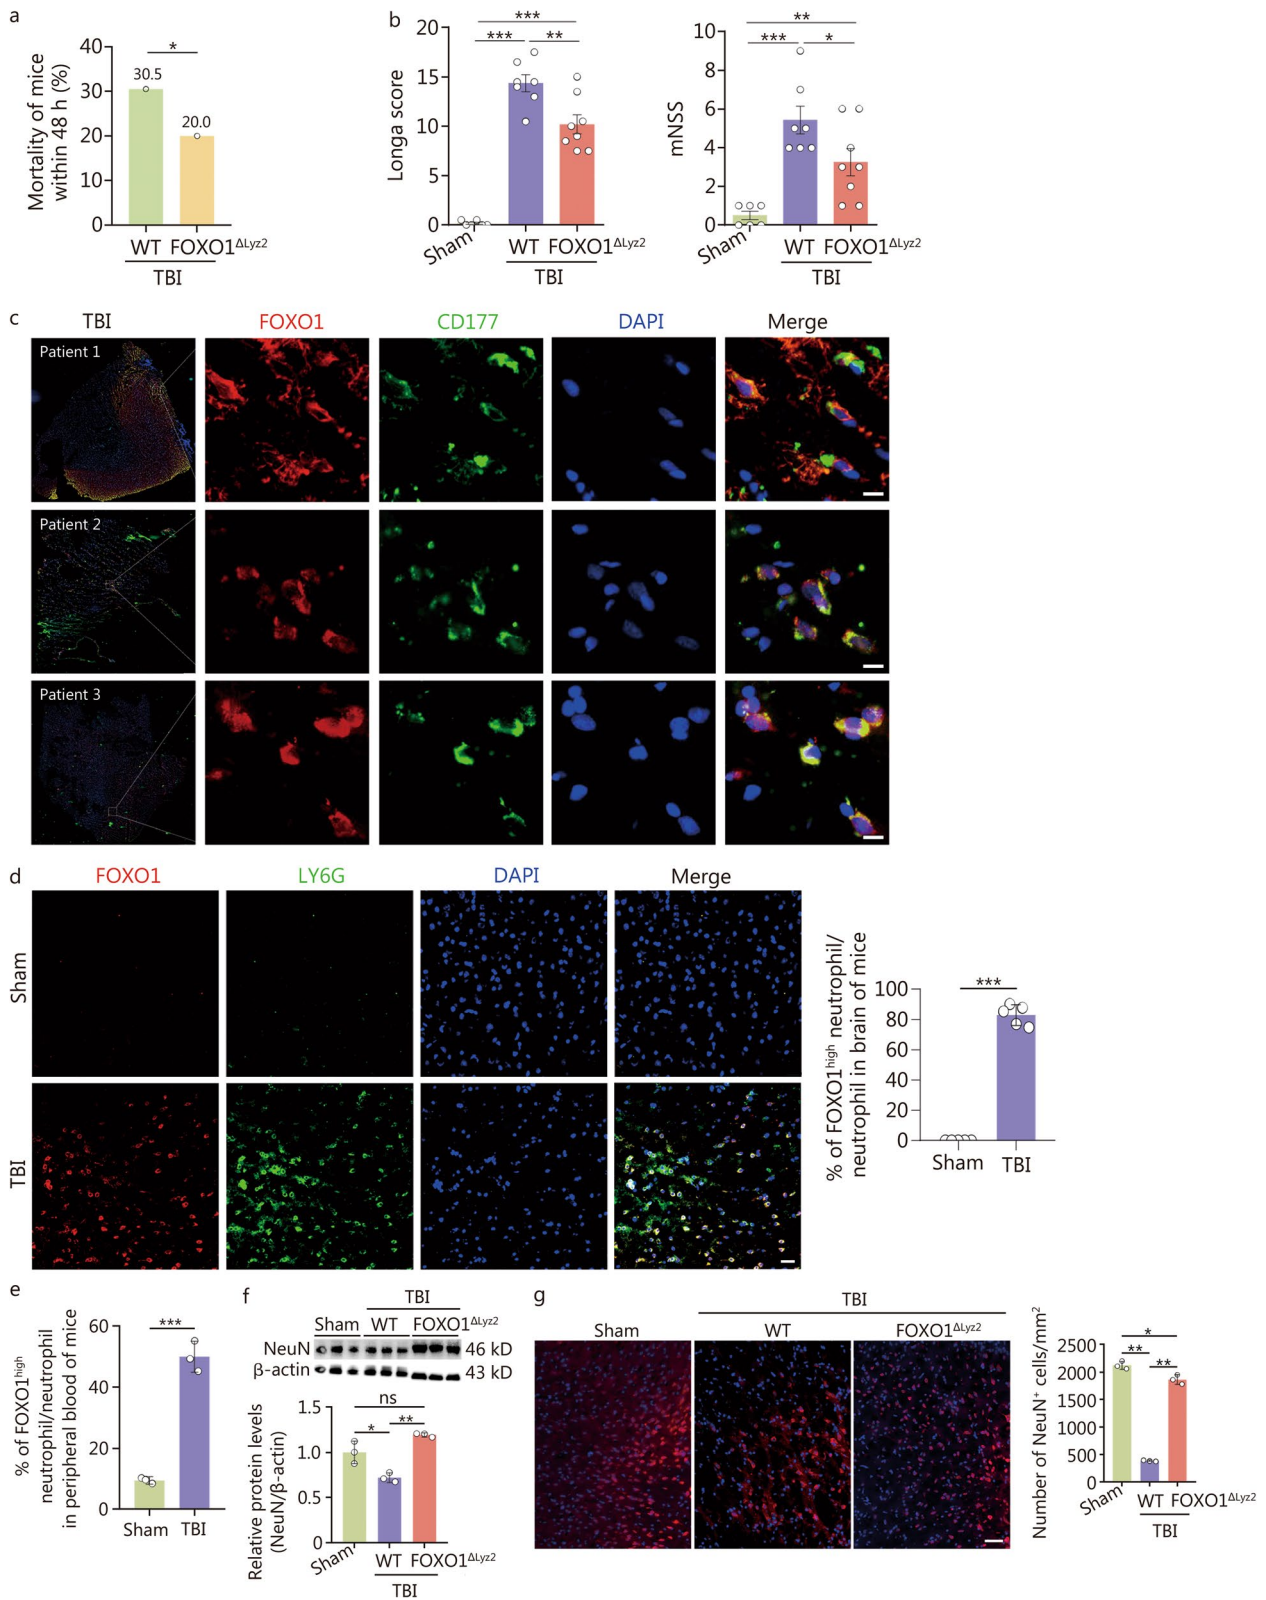 a
Mortality of mice
within 48 h (%)
40
30
20
10
0
*
30.5
20.0
WT FOXO1ΔLyz2
TBI
b
Longa score
20
15
10
5
0
***
*** **
Sham WT FOXO1ΔLyz2
TBI
mNSS
10
8
6
4
2
0
**
*** *
Sham WT FOXO1ΔLyz2
TBI
c
TBI FOXO1 CD177 DAPI Merge
Patient 1
Patient 2
Patient 3
d
FOXO1 LY6G DAPI Merge
Sham
TBI
% of FOXO1high neutrophil/
neutrophil in brain of mice
100
80
60
40
20
0
***
Sham TBI
e
% of FOXO1high
neutrophil/neutrophil
in peripheral blood of mice
60
40
20
0
***
Sham TBI
f
TBI
Sham WT FOXO1ΔLyz2
NeuN 46 kD
β-actin 43 kD
Relative protein levels
(NeuN/β-actin)
1.5
1.0
0.5
0
ns
* **
Sham WT FOXO1ΔLyz2
TBI
g
TBI
Sham WT FOXO1ΔLyz2
Number of NeuN+ cells/mm2
2500
2000
1500
1000
500
0
*
** **
Sham WT FOXO1ΔLyz2
TBI